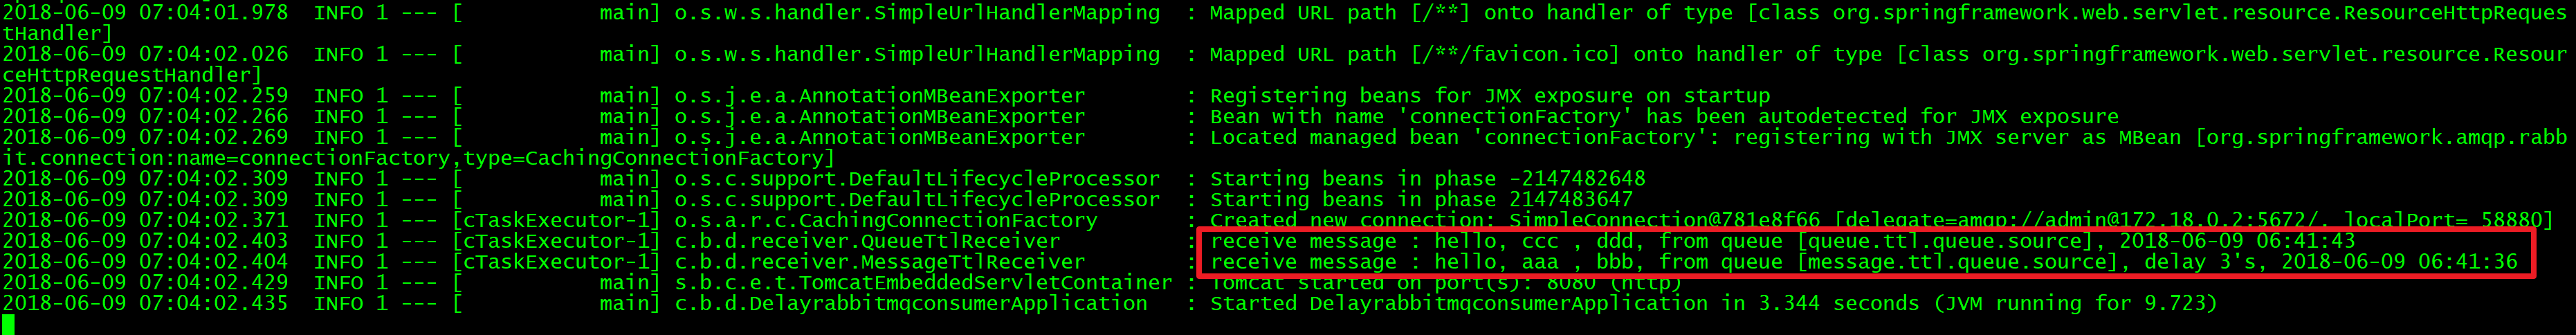 2018-06-09 07:04:01.978  INFO 1 --- [           main] o.s.w.s.handler.SimpleUrlHandlerMapping  : Mapped URL path [/**] onto handler of type [class org.springframework.web.servlet.resource.ResourceHttpReques
tHandler]
2018-06-09 07:04:02.026  INFO 1 --- [           main] o.s.w.s.handler.SimpleUrlHandlerMapping  : Mapped URL path [/**/favicon.ico] onto handler of type [class org.springframework.web.servlet.resource.Resour
ceHttpRequestHandler]
2018-06-09 07:04:02.259  INFO 1 --- [           main] o.s.j.e.a.AnnotationMBeanExporter        : Registering beans for JMX exposure on startup
2018-06-09 07:04:02.266  INFO 1 --- [           main] o.s.j.e.a.AnnotationMBeanExporter        : Bean with name 'connectionFactory' has been autodetected for JMX exposure
2018-06-09 07:04:02.269  INFO 1 --- [           main] o.s.j.e.a.AnnotationMBeanExporter        : Located managed bean 'connectionFactory': registering with JMX server as MBean [org.springframework.amqp.rabb
it.connection:name=connectionFactory,type=CachingConnectionFactory]
2018-06-09 07:04:02.309  INFO 1 --- [           main] o.s.c.support.DefaultLifecycleProcessor  : Starting beans in phase -2147482648
2018-06-09 07:04:02.309  INFO 1 --- [           main] o.s.c.support.DefaultLifecycleProcessor  : Starting beans in phase 2147483647
2018-06-09 07:04:02.371  INFO 1 --- [cTaskExecutor-1] o.s.a.r.c.CachingConnectionFactory       : Created new connection: SimpleConnection@781e8f66 [delegate=amqp://admin@172.18.0.2:5672/, localPort= 58880]
2018-06-09 07:04:02.403  INFO 1 --- [cTaskExecutor-1] c.b.d.receiver.QueueTtlReceiver          : receive message : hello, ccc , ddd, from queue [queue.ttl.queue.source], 2018-06-09 06:41:43
2018-06-09 07:04:02.404  INFO 1 --- [cTaskExecutor-1] c.b.d.receiver.MessageTtlReceiver        : receive message : hello, aaa , bbb, from queue [message.ttl.queue.source], delay 3's, 2018-06-09 06:41:36
2018-06-09 07:04:02.429  INFO 1 --- [           main] s.b.c.e.t.TomcatEmbeddedServletContainer : Tomcat started on port(s): 8080 (http)
2018-06-09 07:04:02.435  INFO 1 --- [           main] c.b.d.DelayrabbitmqconsumerApplication   : Started DelayrabbitmqconsumerApplication in 3.344 seconds (JVM running for 9.723)